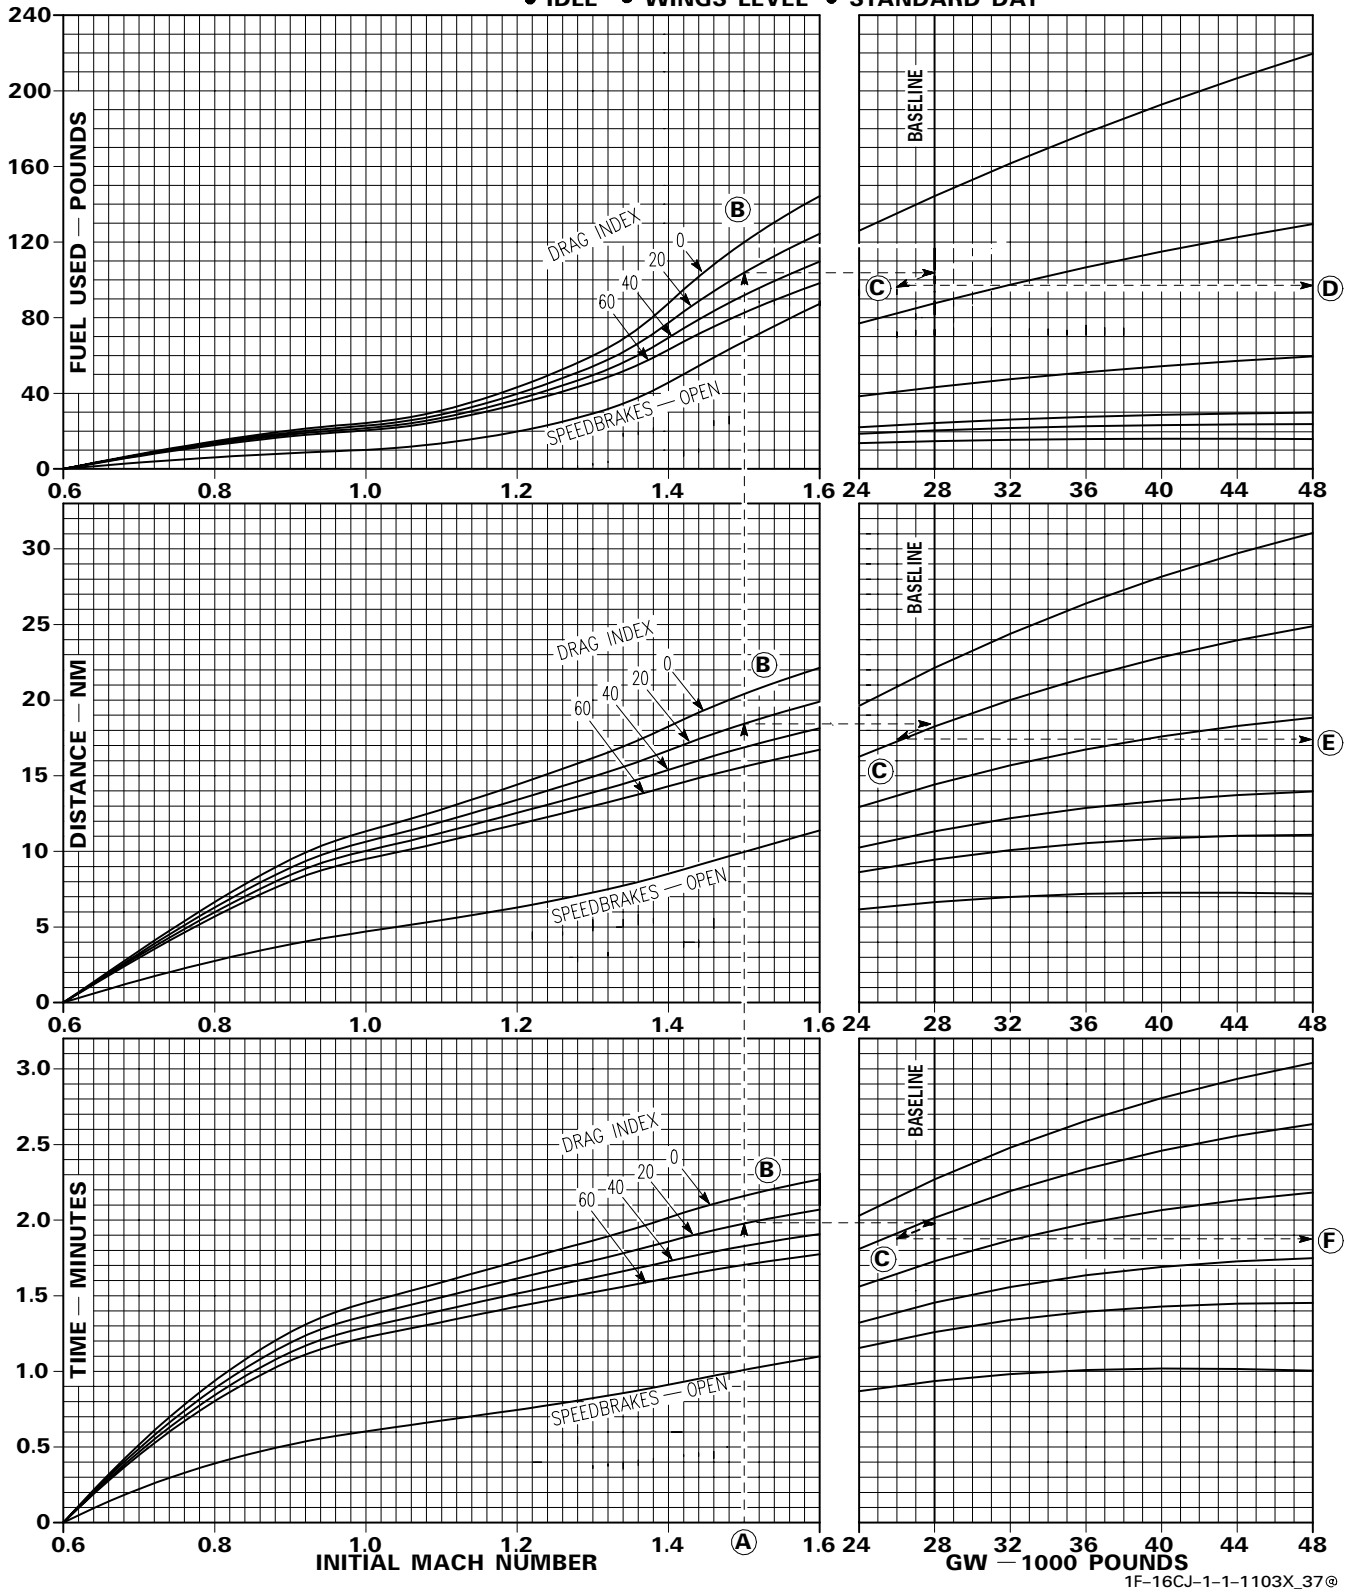 ● IDLE ● WINGS LEVEL ● STANDARD DAY
240
200
160
120
80
40
0
FUEL USED — POUNDS
DRAG INDEX
0
20
40
60
SPEEDBRAKES — OPEN
B
0.6 0.8 1.0 1.2 1.4 1.6
BASELINE
C
D
24 28 32 36 40 44 48
30
25
20
15
10
5
0
DISTANCE — NM
DRAG INDEX
0
20
40
60
SPEEDBRAKES — OPEN
B
0.6 0.8 1.0 1.2 1.4 1.6
BASELINE
C
E
24 28 32 36 40 44 48
3.0
2.5
2.0
1.5
1.0
0.5
0
TIME — MINUTES
DRAG INDEX
0
20
40
60
SPEEDBRAKES — OPEN
B
0.6 0.8 1.0 1.2 1.4 A 1.6
INITIAL MACH NUMBER
BASELINE
C
F
24 28 32 36 40 44 48
GW — 1000 POUNDS
1F-16CJ-1-1-1103X_37@